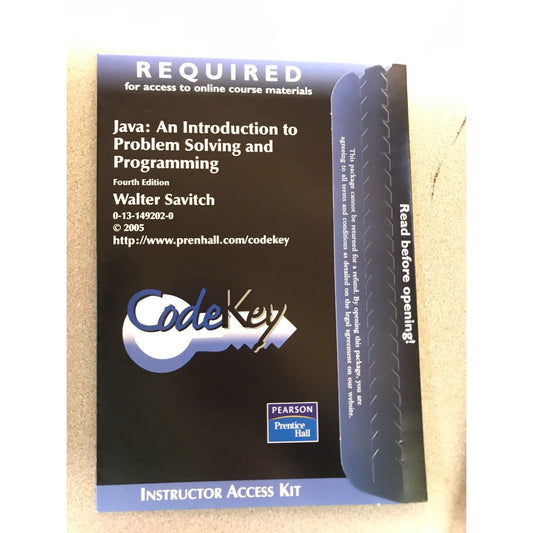 REQUIRED
for access to online course materials
Java: An Introduction to
Problem Solving and
Programming
Fourth Edition
Walter Savitch
0-13-149202-0
© 2005
http://www.prenhall.com/codekey
CodeKey
PEARSON
Prentice
Hall
INSTRUCTOR ACCESS KIT
This package cannot be returned for a refund. By opening this package, you are
agreeing to all terms and conditions as detailed on the legal agreement on our website.
Read before opening!